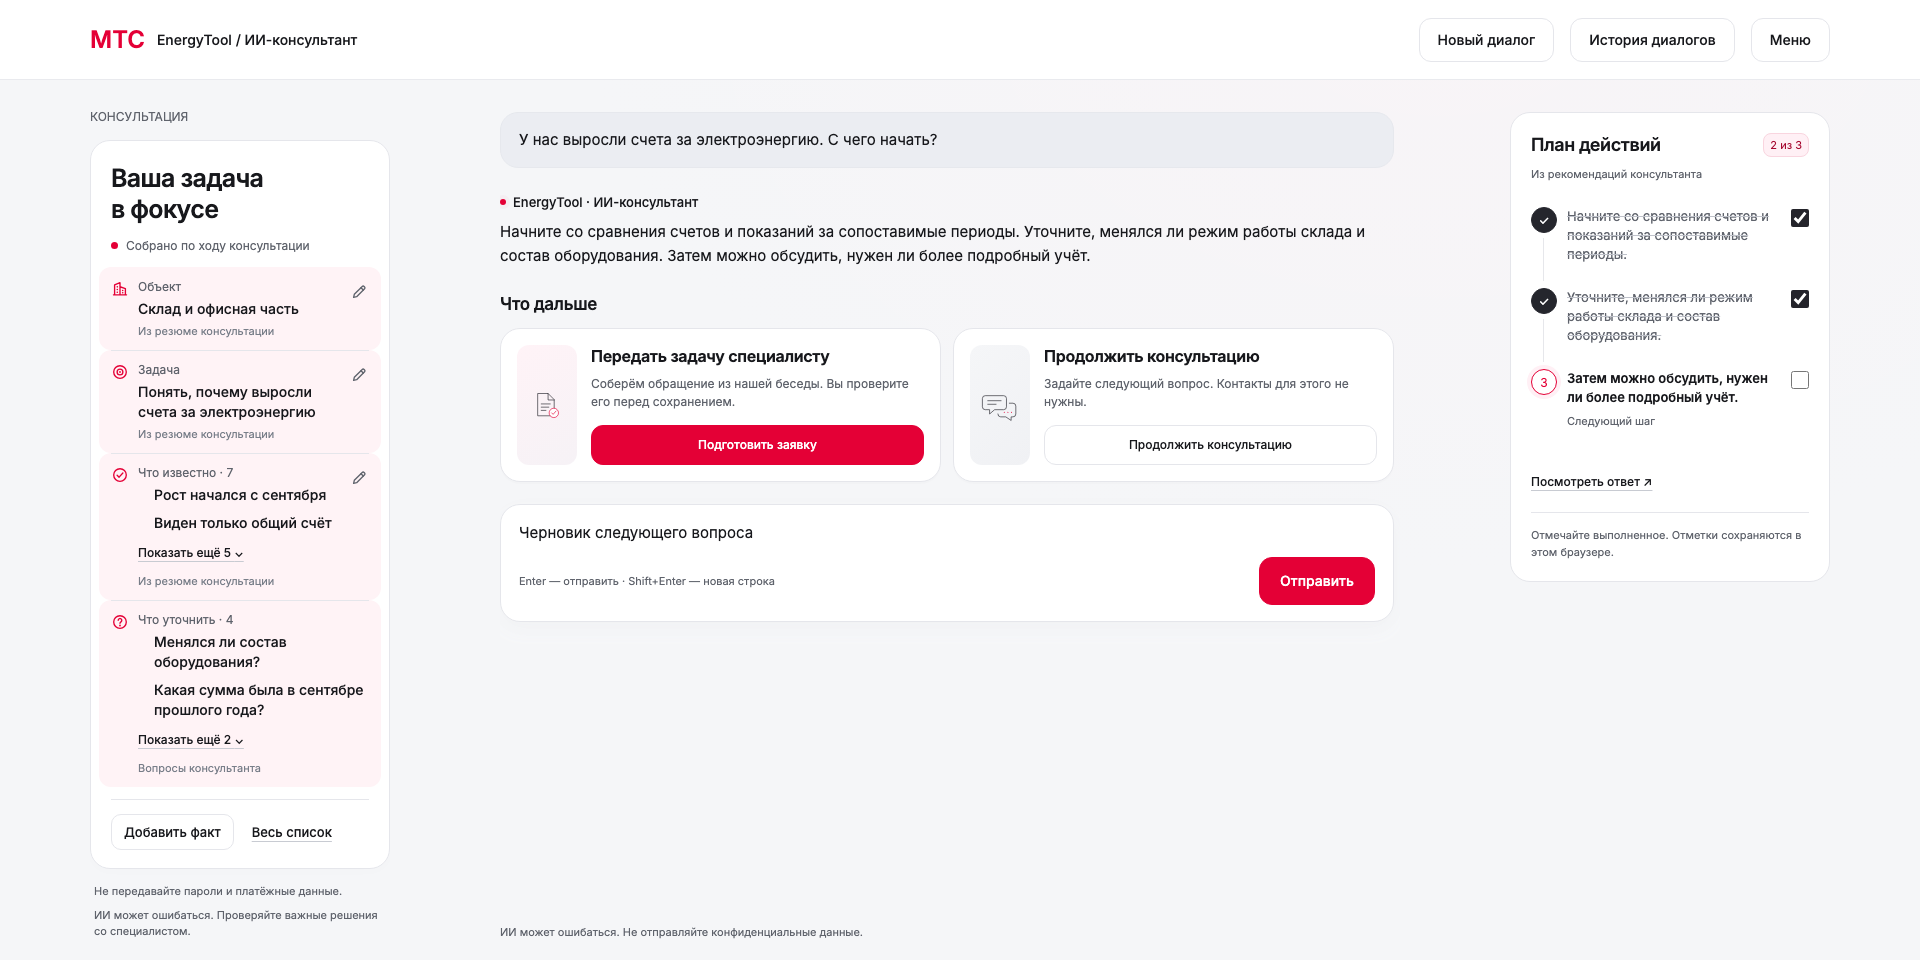 МТС EnergyTool / ИИ-консультант
Новый диалог
История диалогов
Меню
КОНСУЛЬТАЦИЯ
Ваша задача
в фокусе
Собрано по ходу консультации
Объект
Склад и офисная часть
Из резюме консультации
Задача
Понять, почему выросли
счета за электроэнергию
Из резюме консультации
Что известно · 7
Рост начался с сентября
Виден только общий счёт
Показать ещё 5
Из резюме консультации
Что уточнить · 4
Менялся ли состав
оборудования?
Какая сумма была в сентябре
прошлого года?
Показать ещё 2
Вопросы консультанта
Добавить факт
Весь список
Не передавайте пароли и платёжные данные.
ИИ может ошибаться. Проверяйте важные решения
со специалистом.
У нас выросли счета за электроэнергию. С чего начать?
EnergyTool · ИИ-консультант
Начните со сравнения счетов и показаний за сопоставимые периоды. Уточните, менялся ли режим работы склада и
состав оборудования. Затем можно обсудить, нужен ли более подробный учёт.
Что дальше
Передать задачу специалисту
Соберём обращение из нашей беседы. Вы проверите
его перед сохранением.
Подготовить заявку
Продолжить консультацию
Задайте следующий вопрос. Контакты для этого не
нужны.
Продолжить консультацию
Черновик следующего вопроса
Enter — отправить · Shift+Enter — новая строка
Отправить
ИИ может ошибаться. Не отправляйте конфиденциальные данные.
План действий
2 из 3
Из рекомендаций консультанта
Начните со сравнения счетов и
показаний за сопоставимые
периоды.
Уточните, менялся ли режим
работы склада и состав
оборудования.
3
Затем можно обсудить, нужен
ли более подробный учёт.
Следующий шаг
Посмотреть ответ ↗
Отмечайте выполненное. Отметки сохраняются в
этом браузере.